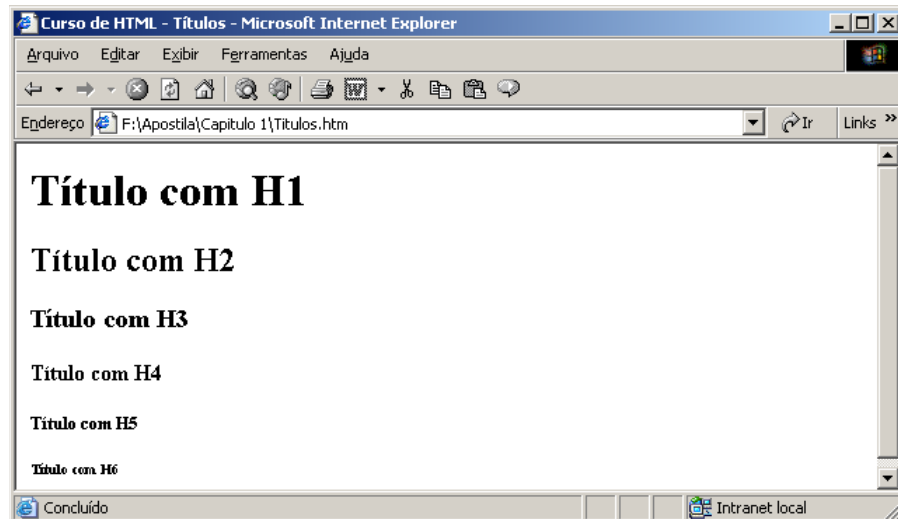 Curso de HTML - Títulos - Microsoft Internet Explorer
Arquivo Editar Exibir Ferramentas Ajuda
Endereço F:\Apostila\Capitulo 1\Titulos.htm Ir Links »
Título com H1
Título com H2
Título com H3
Título com H4
Título com H5
Título com H6
Concluído Intranet local